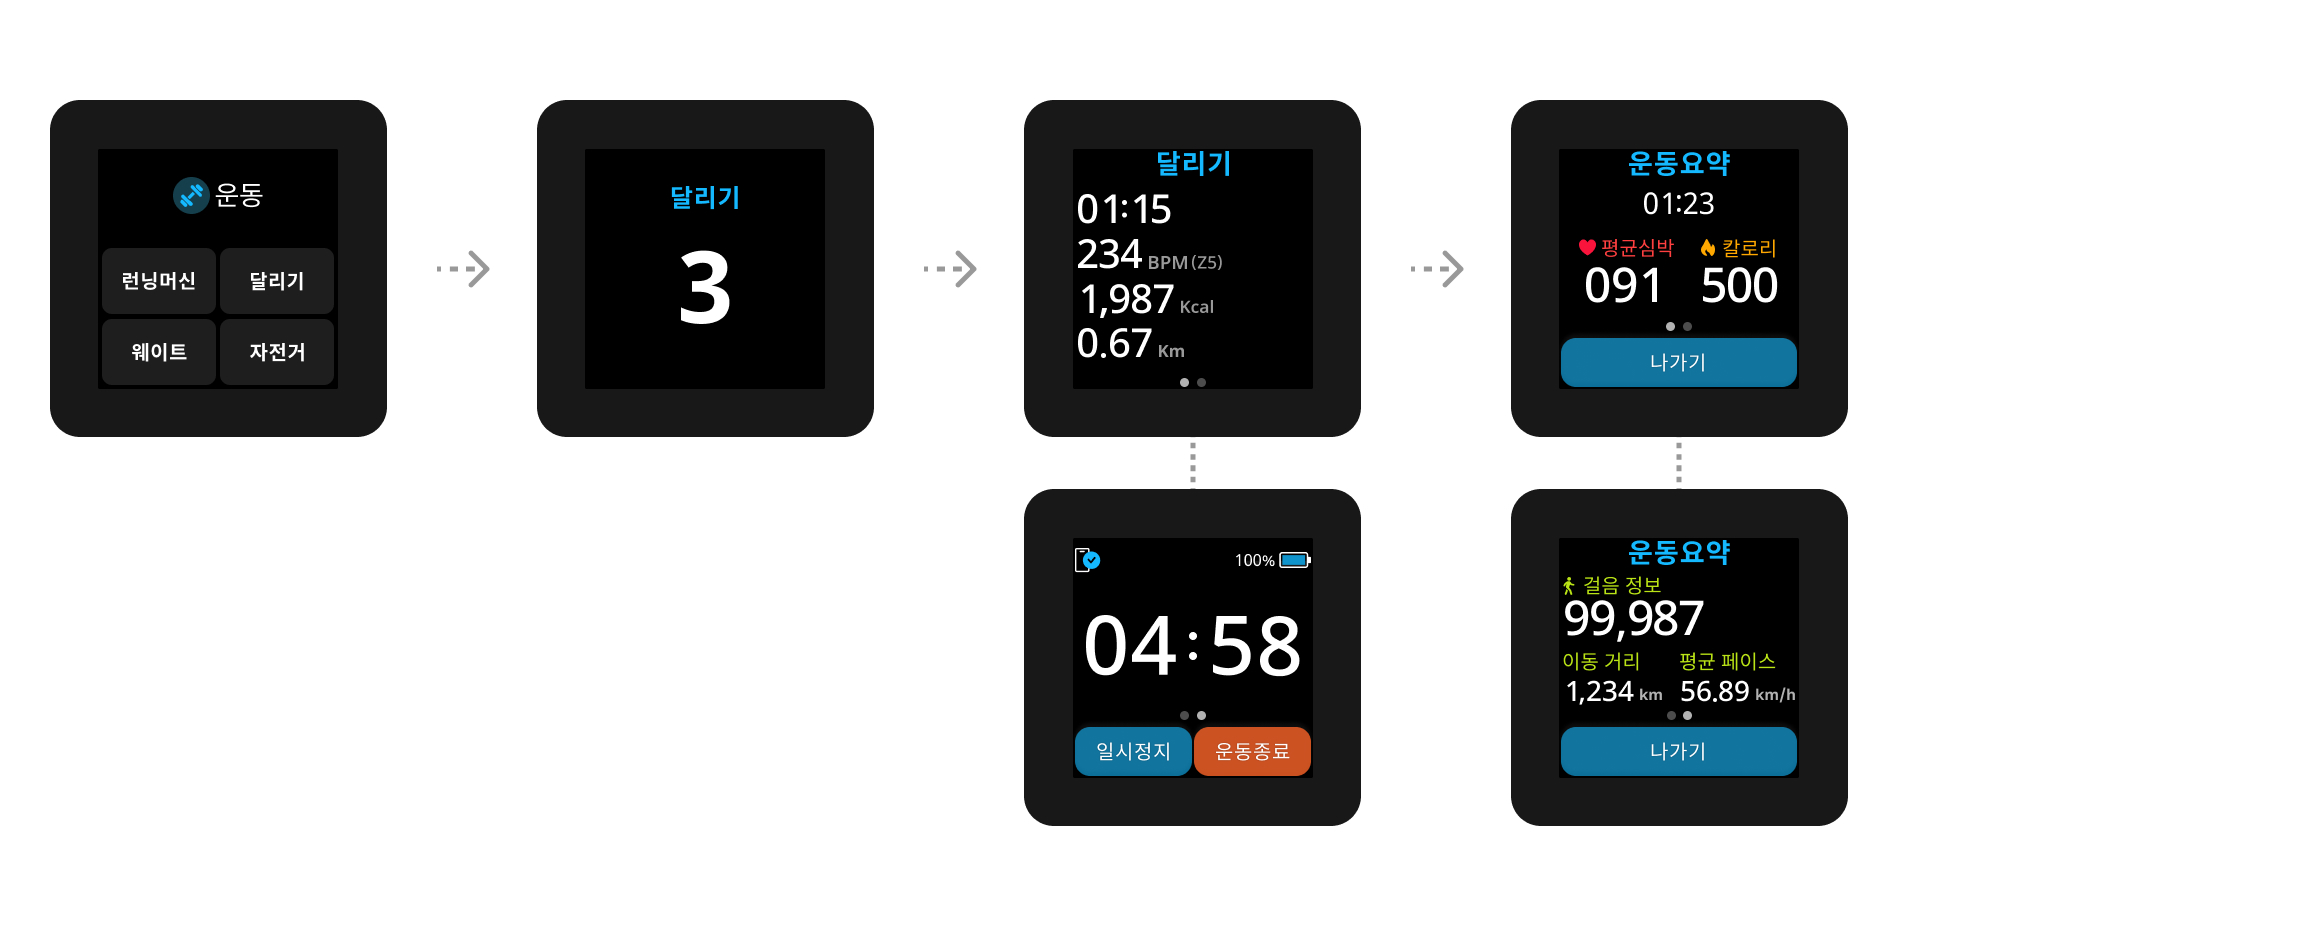 운동
런닝머신 달리기
웨이트 자전거
달리기
3
달리기
01:15
234 BPM(Z5)
1,987 Kcal
0.67 Km
100%
04:58
일시정지 운동종료
운동요약
01:23
평균심박 칼로리
091 500
나가기
운동요약
걸음 정보
99,987
이동 거리 평균 페이스
1,234 km 56.89 km/h
나가기